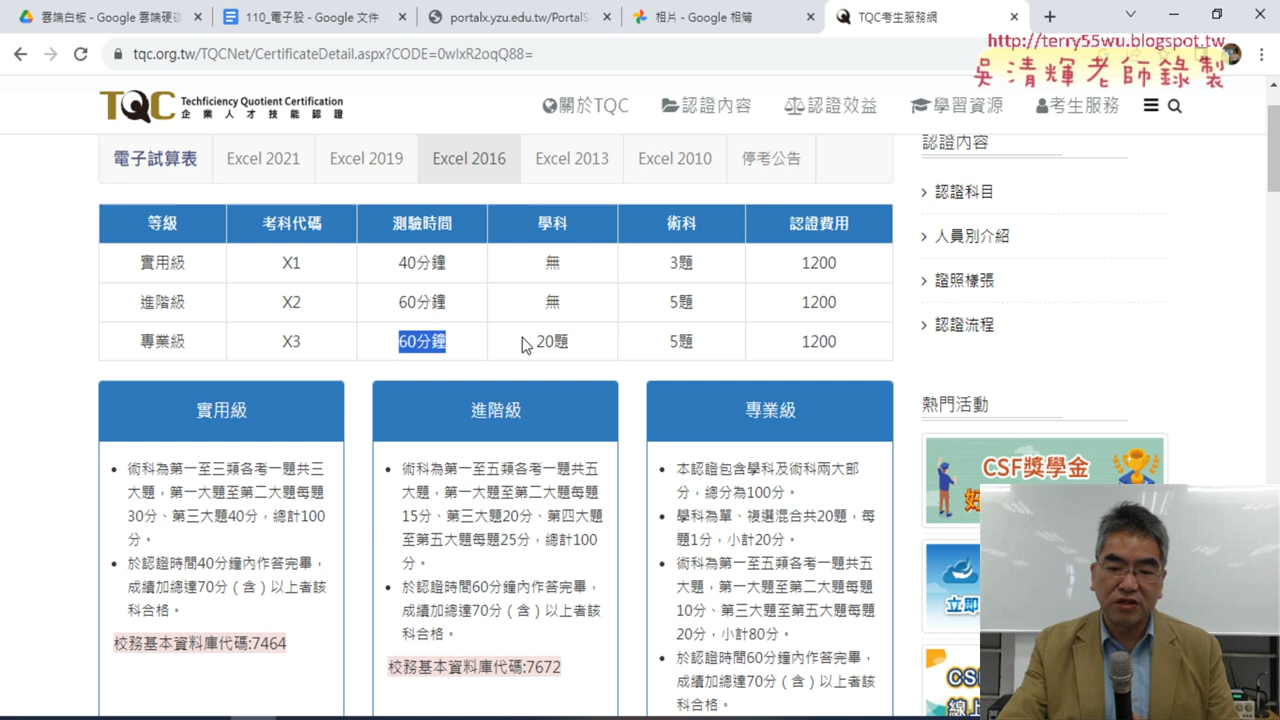 雲端白板 - Google 雲端硬碟
110_電子股 - Google 文件
portalx.yzu.edu.tw/PortalS
相片 - Google 相簿
TQC考生服務網
tqc.org.tw/TQCNet/CertificateDetail.aspx?CODE=0wlxs2oqQ88=
http://terry55wu.blogspot.tw
吳清輝老師錄製
TQC Techficiency Quotient Certification
企業人才技能認證
關於TQC
認證內容
認證效益
學習資源
考生服務
電子試算表 Excel 2021 Excel 2019 Excel 2016 Excel 2013 Excel 2010 停考公告
等級 考科代碼 測驗時間 學科 術科 認證費用
實用級 X1 40分鐘 無 3題 1200
進階級 X2 60分鐘 無 5題 1200
專業級 X3 60分鐘 20題 5題 1200
實用級
術科為第一至三類各考一題共三
大題，第一大題至第二大題每題
30分、第三大題40分，總計100
分。
於認證時間40分鐘內作答完畢，
成績加總達70分（含）以上者該
科合格。
校務基本資料庫代碼:7464
進階級
術科為第一至五類各考一題共五
大題，第一大題至第二大題每題
15分、第三大題20分、第四大題
至第五大題每題25分，總計100
分。
於認證時間60分鐘內作答完畢，
成績加總達70分（含）以上者該
科合格。
校務基本資料庫代碼:7672
專業級
本認證包含學科及術科兩大部
分，總分為100分。
學科為單、複選混合共20題，每
題1分，小計20分。
術科為第一至五類各考一題共五
大題，第一大題至第二大題每題
10分、第三大題至第五大題每題
20分，小計80分。
於認證時間60分鐘內作答完畢，
成績加總達70分（含）以上者該
科合格。
認證內容
認證科目
人員別介紹
證照樣張
認證流程
熱門活動
CSF獎學金
立即
CS
線上